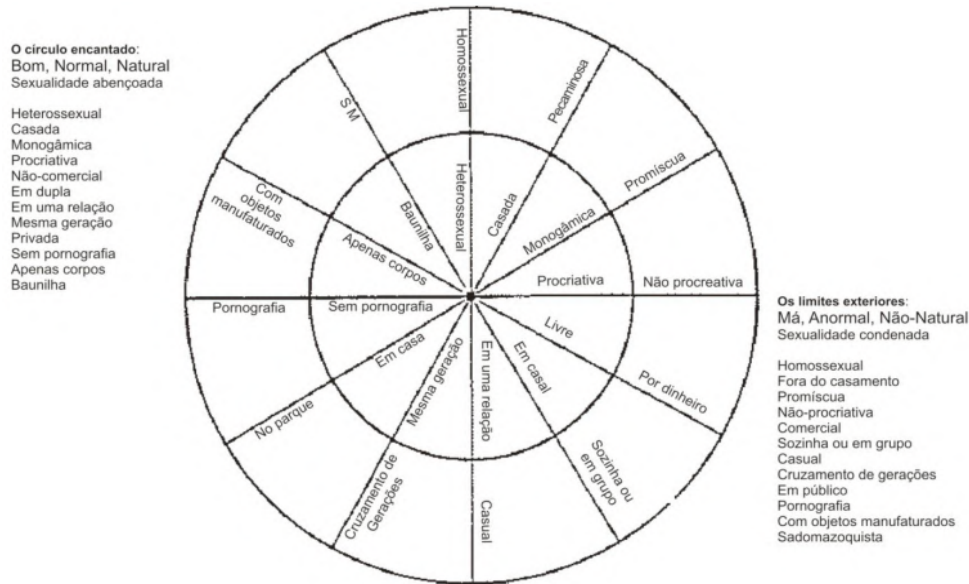 O círculo encantado:
Bom, Normal, Natural
Sexualidade abençoada
Heterossexual
Casada
Monogâmica
Procriativa
Não-comercial
Em dupla
Em uma relação
Mesma geração
Privada
Sem pornografia
Apenas corpos
Baunilha
Homossexual
Pecaminosa
Promíscua
Não procreativa
Por dinheiro
Sozinha ou
em grupo
Casual
Cruzamento de
Gerações
No parque
Pornografia
Com
objetos
manufaturados
S M
Heterossexual
Casada
Monogâmica
Procriativa
Livre
Em casal
Em uma relação
Mesma geração
Em casa
Sem pornografia
Apenas corpos
Baunilha
Os limites exteriores:
Má, Anormal, Não-Natural
Sexualidade condenada
Homossexual
Fora do casamento
Promíscua
Não-procriativa
Comercial
Sozinha ou em grupo
Casual
Cruzamento de gerações
Em público
Pornografia
Com objetos manufaturados
Sadomazoquista